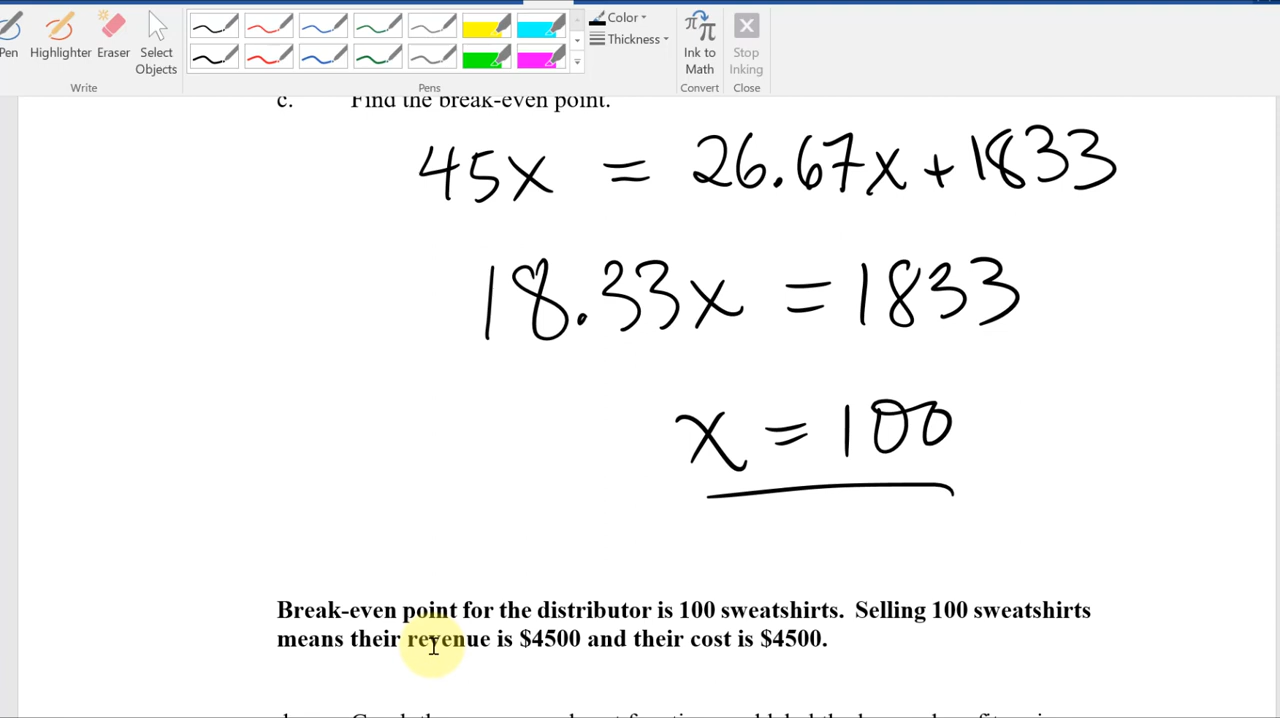 Pen
Highlighter
Eraser
Select Objects
Write
Pens
Color
Thickness
Ink to Math
Convert
Stop Inking
Close
c. Find the break-even point.
45x = 26.67x + 1833
18.33x = 1833
x = 100
Break-even point for the distributor is 100 sweatshirts. Selling 100 sweatshirts
means their revenue is $4500 and their cost is $4500.